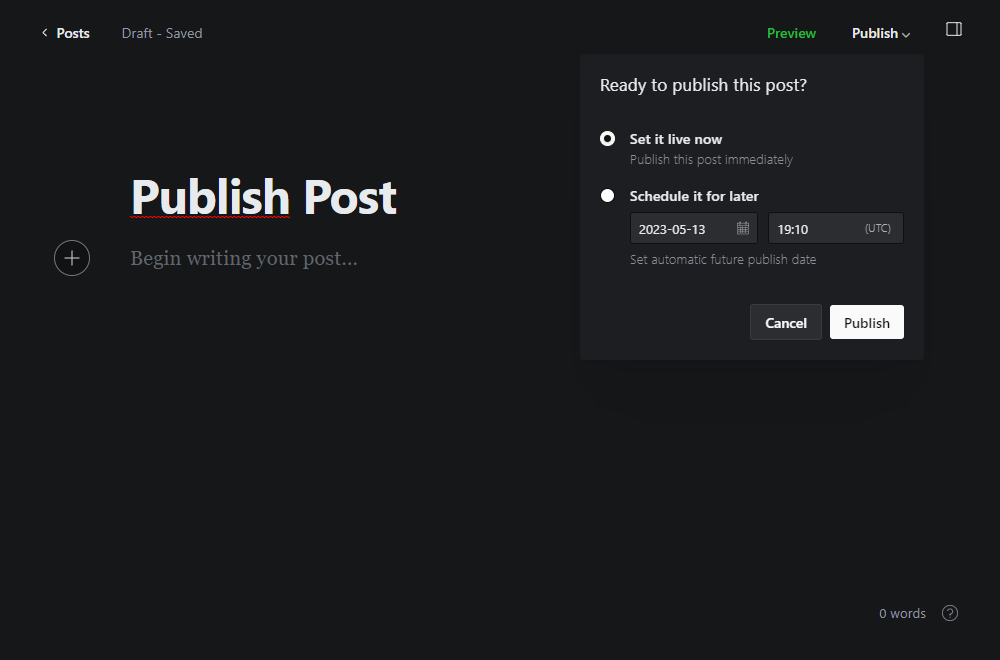 Posts Draft - Saved Preview Publish
Ready to publish this post?
Set it live now
Publish this post immediately
Schedule it for later
2023-05-13 19:10 (UTC)
Set automatic future publish date
Cancel Publish
Publish Post
Begin writing your post...
0 words ?